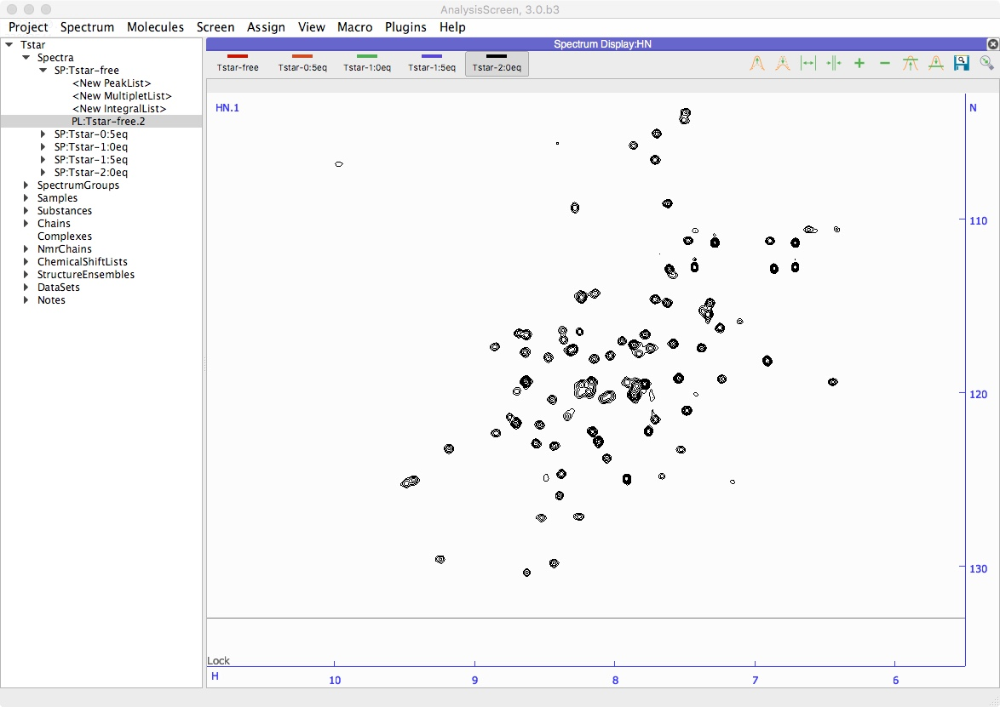 AnalysisScreen, 3.0.b3
Project Spectrum Molecules Screen Assign View Macro Plugins Help
Tstar
Spectra
SP:Tstar-free
<New PeakList>
<New MultipletList>
<New IntegralList>
PL:Tstar-free.2
SP:Tstar-0:5eq
SP:Tstar-1:0eq
SP:Tstar-1:5eq
SP:Tstar-2:0eq
SpectrumGroups
Samples
Substances
Chains
Complexes
NmrChains
ChemicalShiftLists
StructureEnsembles
DataSets
Notes
Spectrum Display:HN
Tstar-free Tstar-0:5eq Tstar-1:0eq Tstar-1:5eq Tstar-2:0eq
HN.1 N
110
120
130
Lock
H 10 9 8 7 6